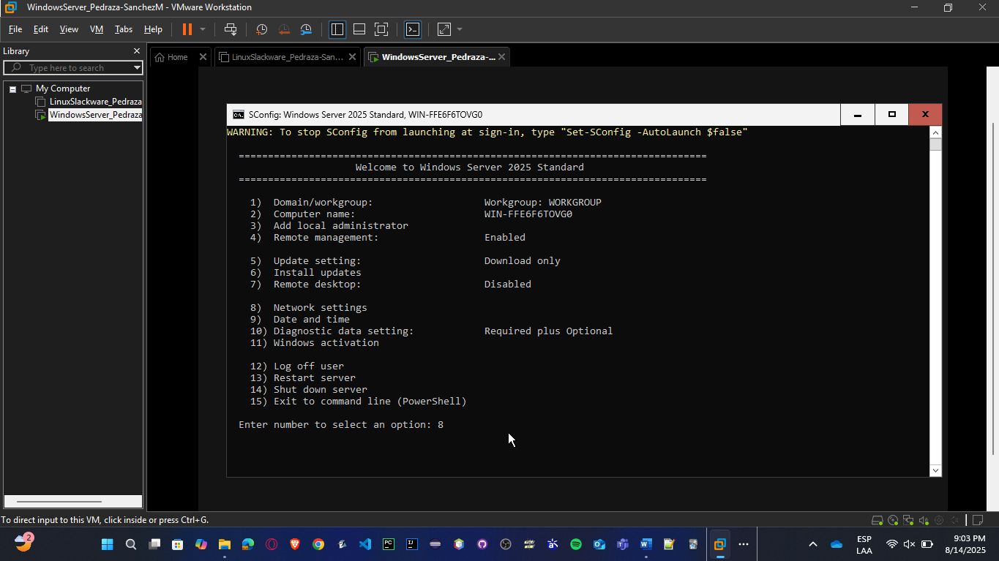 WindowsServer_Pedraza-SanchezM - VMware Workstation
File Edit View VM Tabs Help
Library
Type here to search
My Computer
LinuxSlackware_Pedraza
WindowsServer_Pedraza
Home
LinuxSlackware_Pedraza-San...
WindowsServer_Pedraza-...
SConfig: Windows Server 2025 Standard, WIN-FFE6F6TOVG0
WARNING: To stop SConfig from launching at sign-in, type "Set-SConfig -AutoLaunch $false"
================================================================================
Welcome to Windows Server 2025 Standard
================================================================================
1) Domain/workgroup: Workgroup: WORKGROUP
2) Computer name: WIN-FFE6F6TOVG0
3) Add local administrator
4) Remote management: Enabled
5) Update setting: Download only
6) Install updates
7) Remote desktop: Disabled
8) Network settings
9) Date and time
10) Diagnostic data setting: Required plus Optional
11) Windows activation
12) Log off user
13) Restart server
14) Shut down server
15) Exit to command line (PowerShell)
Enter number to select an option: 8
To direct input to this VM, click inside or press Ctrl+G.
2
ESP
LAA
9:03 PM
8/14/2025